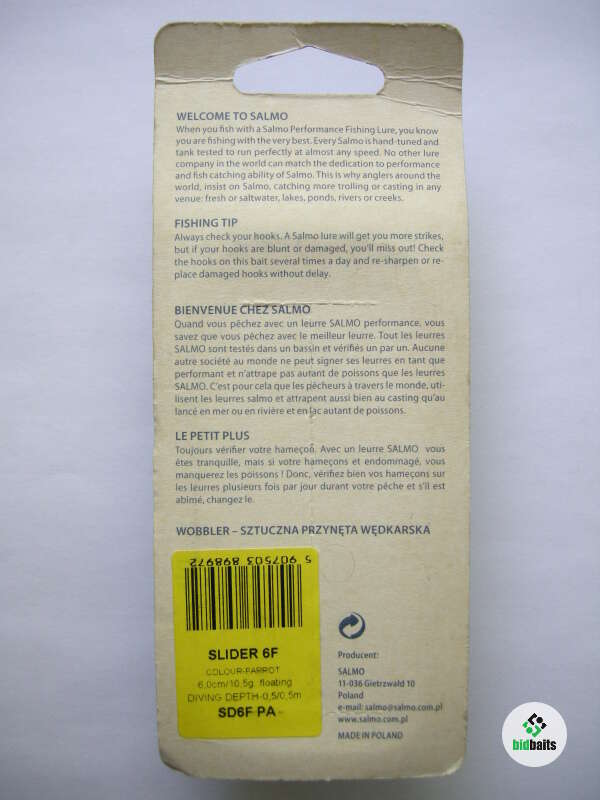 WELCOME TO SALMO
When you fish with a Salmo Performance Fishing Lure, you know
you are fishing with the very best. Every Salmo is hand-tuned and
tank tested to run perfectly at almost any speed. No other lure
company in the world can match the dedication to performance
and fish catching ability of Salmo. This is why anglers around the
world, insist on Salmo, catching more trolling or casting in any
venue: fresh or saltwater, lakes, ponds, rivers or creeks.
FISHING TIP
Always check your hooks. A Salmo lure will get you more strikes,
but if your hooks are blunt or damaged, you'll miss out! Check
the hooks on this bait several times a day and re-sharpen or re-
place damaged hooks without delay.
BIENVENUE CHEZ SALMO
Quand vous pêchez avec un leurre SALMO performance, vous
savez que vous pêchez avec le meilleur leurre. Tout les leurres
SALMO sont testés dans un bassin et vérifiés un par un. Aucune
autre société au monde ne peut signer ses leurres en tant que
performant et n'attrape pas autant de poissons que les leurres
SALMO. C'est pour cela que les pêcheurs à travers le monde, uti-
lisent les leurres salmo et attrapent aussi bien au casting qu'au
lancé en mer ou en rivière et en lac autant de poissons.
LE PETIT PLUS
Toujours vérifier votre hameçon. Avec un leurre SALMO vous
êtes tranquille, mais si votre hameçons et endommagé, vous
manquerez les poissons ! Donc, vérifiez bien vos hameçons sur
les leurres plusieurs fois par jour durant votre pêche et s'il est
abimé, changez le.
WOBBLER – SZTUCZNA PRZYNĘTA WĘDKARSKA
5 907503 898972
SLIDER 6F
COLOUR-PARROT
6,0cm/10,5g, floating
DIVING DEPTH-0,5/0,5m
SD6F PA
Producent:
SALMO
11-036 Gietrzwałd 10
Poland
e-mail: salmo@salmo.com.pl
www.salmo.com.pl
MADE IN POLAND
bidbaits